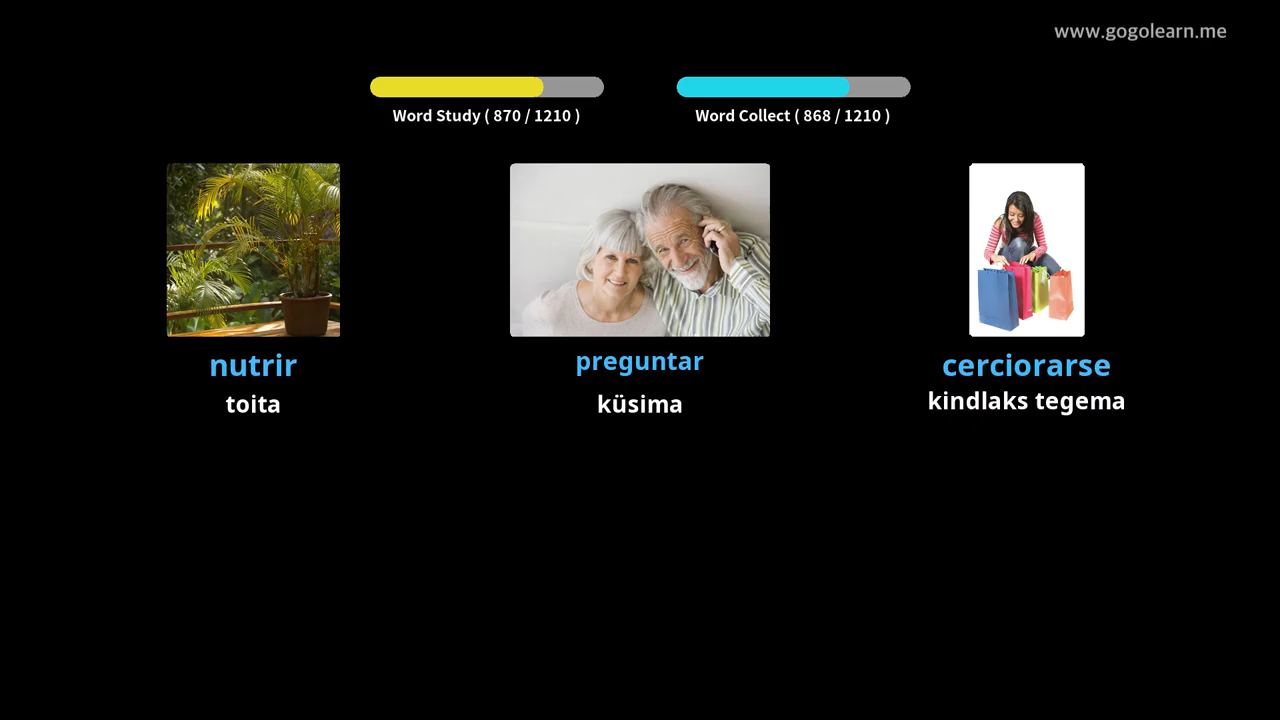 www.gogolearn.me
Word Study ( 870 / 1210 )
Word Collect ( 868 / 1210 )
nutrir
preguntar
cerciorarse
toita
küsima
kindlaks tegema